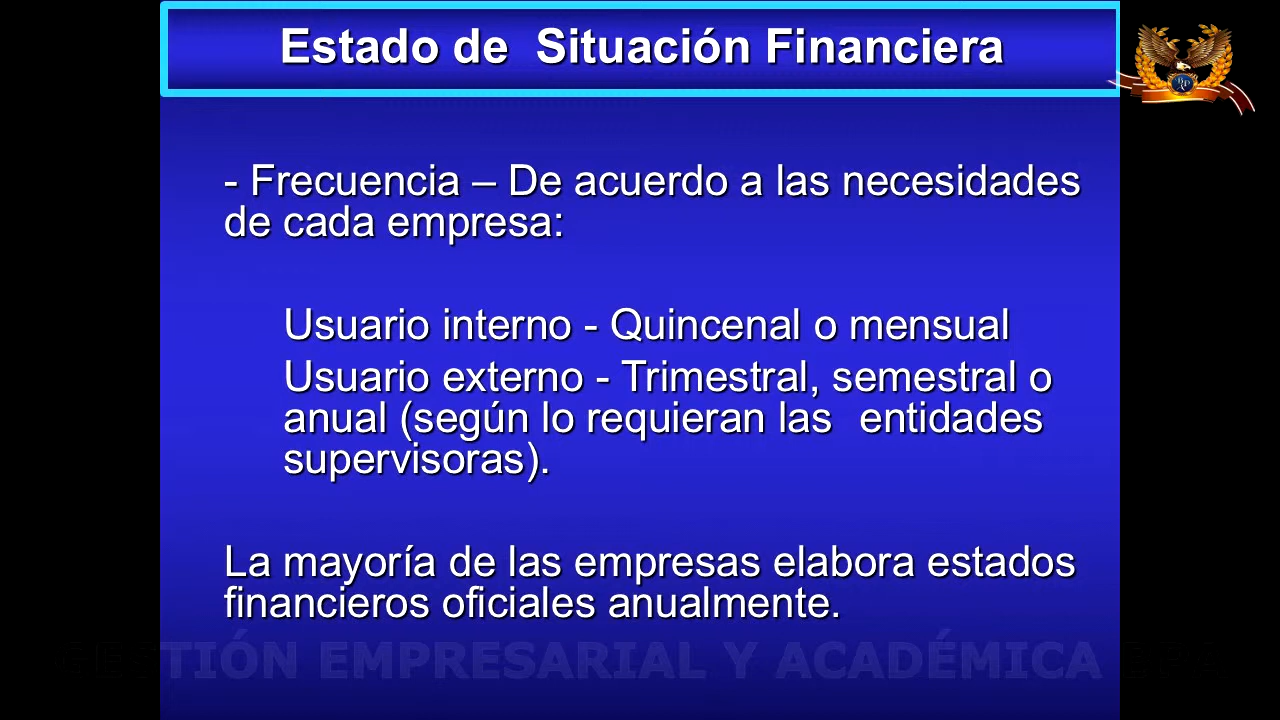 Estado de Situación Financiera
- Frecuencia – De acuerdo a las necesidades
de cada empresa:
Usuario interno - Quincenal o mensual
Usuario externo - Trimestral, semestral o
anual (según lo requieran las entidades
supervisoras).
La mayoría de las empresas elabora estados
financieros oficiales anualmente.
GESTIÓN EMPRESARIAL Y ACADÉMICA